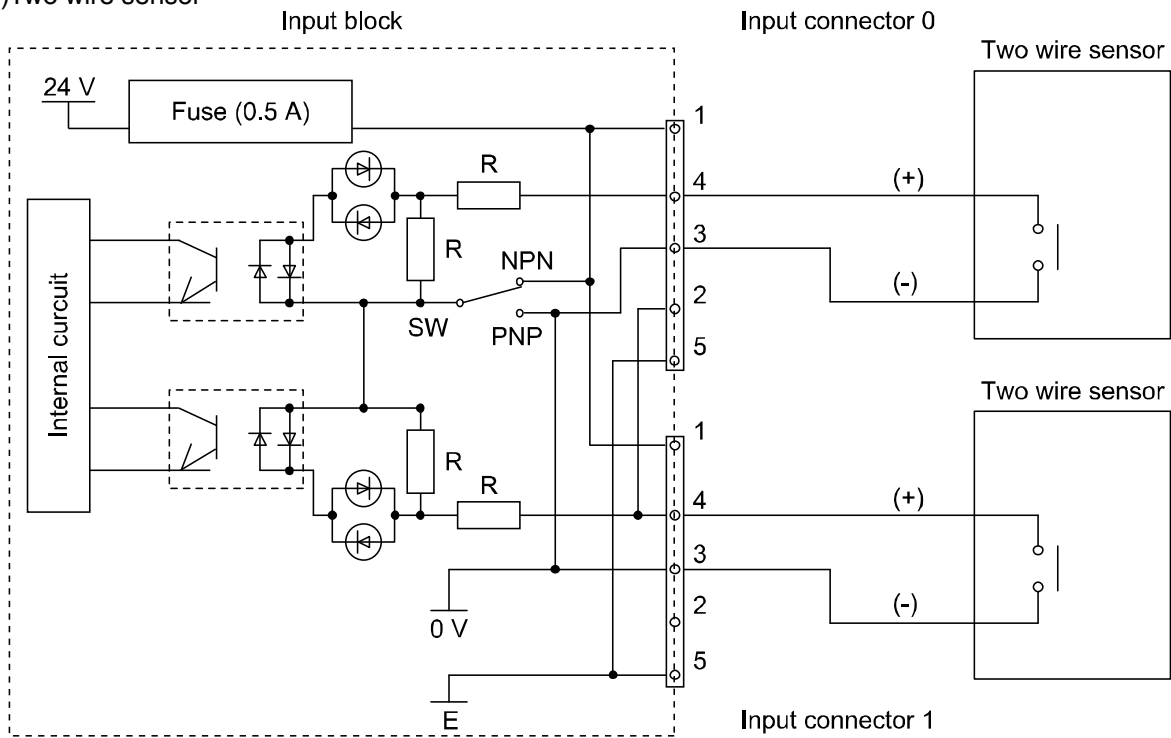 )Two wire sensor
Input block
Input connector 0
Two wire sensor
24 V
Fuse (0.5 A)
1
R
4
(+)
R
3
NPN
(-)
SW
PNP
2
5
Internal curcuit
Two wire sensor
1
R
R
4
(+)
3
(-)
0 V
2
5
E
Input connector 1